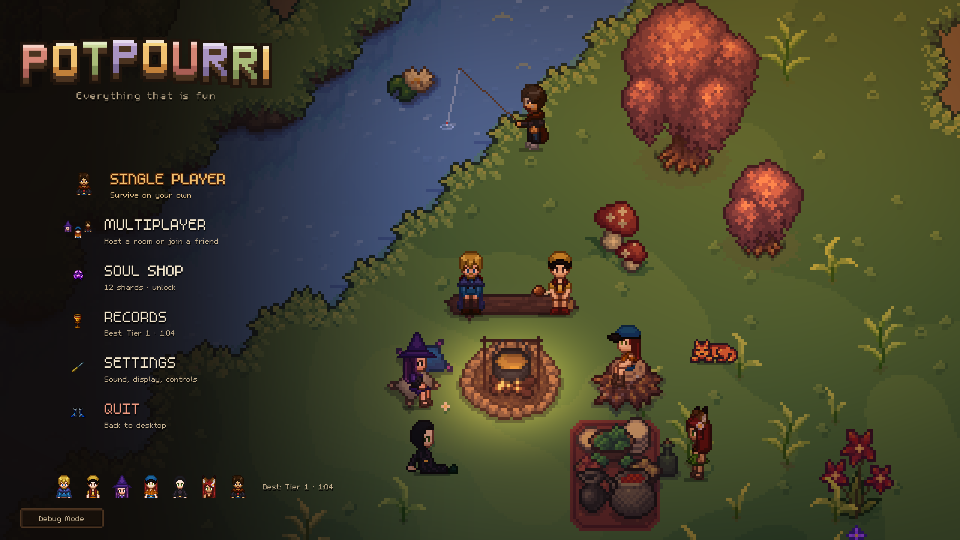 POTPOURRI
Everything that is fun
SINGLE PLAYER
Survive on your own
MULTIPLAYER
Host a room or join a friend
SOUL SHOP
12 shards · unlock
RECORDS
Best: Tier 1 · 1:04
SETTINGS
Sound, display, controls
QUIT
Back to desktop
Best: Tier 1 · 1:04
Debug Mode